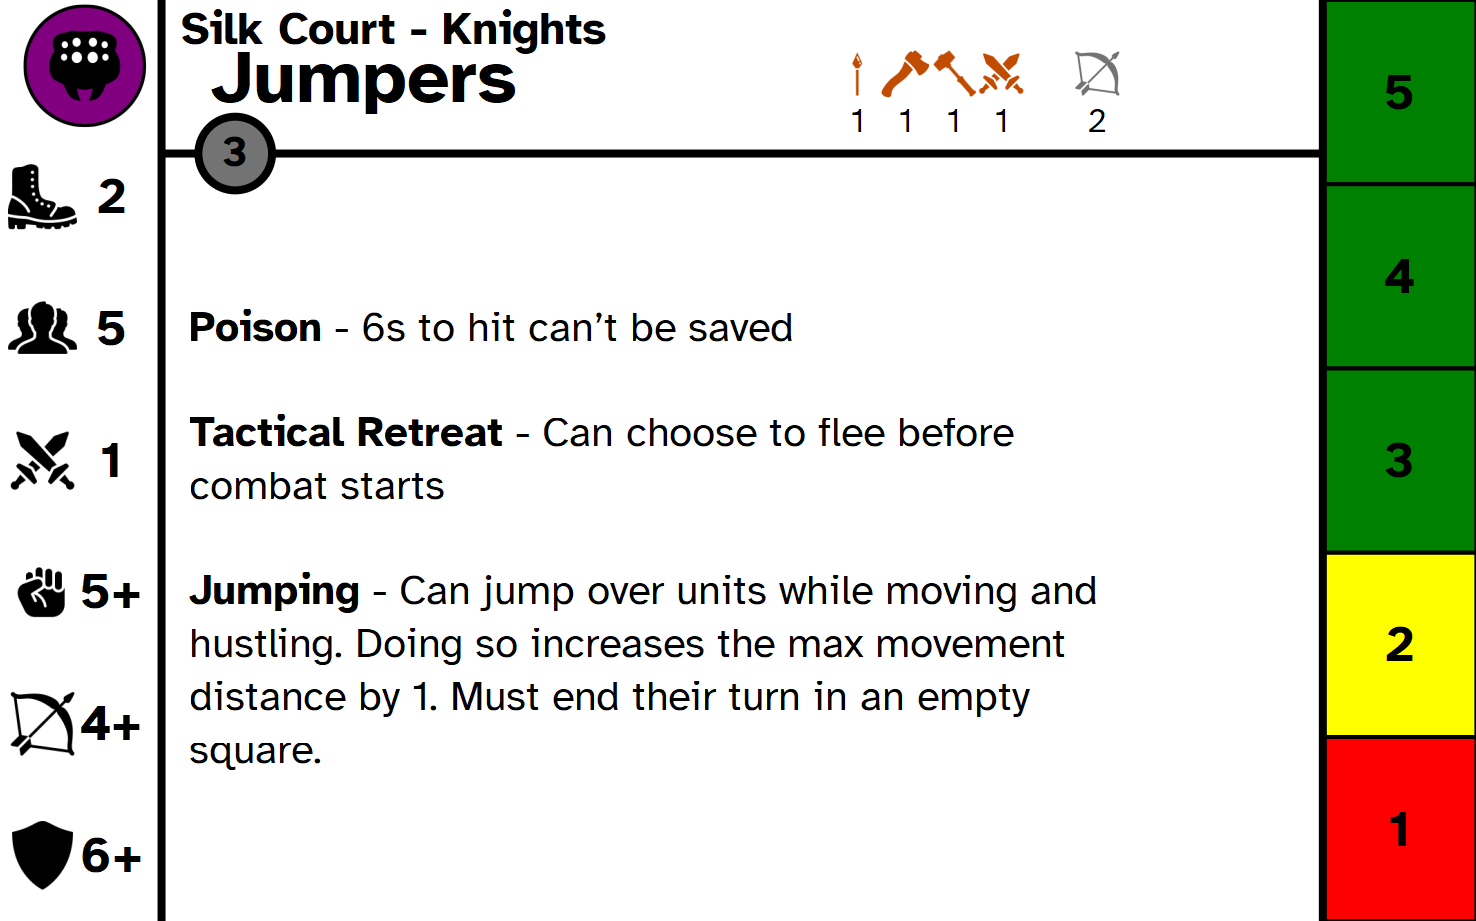 Silk Court - Knights
Jumpers
1 1 1 1 2
3
2
5
1
5+
4+
6+
Poison - 6s to hit can’t be saved
Tactical Retreat - Can choose to flee before
combat starts
Jumping - Can jump over units while moving and
hustling. Doing so increases the max movement
distance by 1. Must end their turn in an empty
square.
5
4
3
2
1